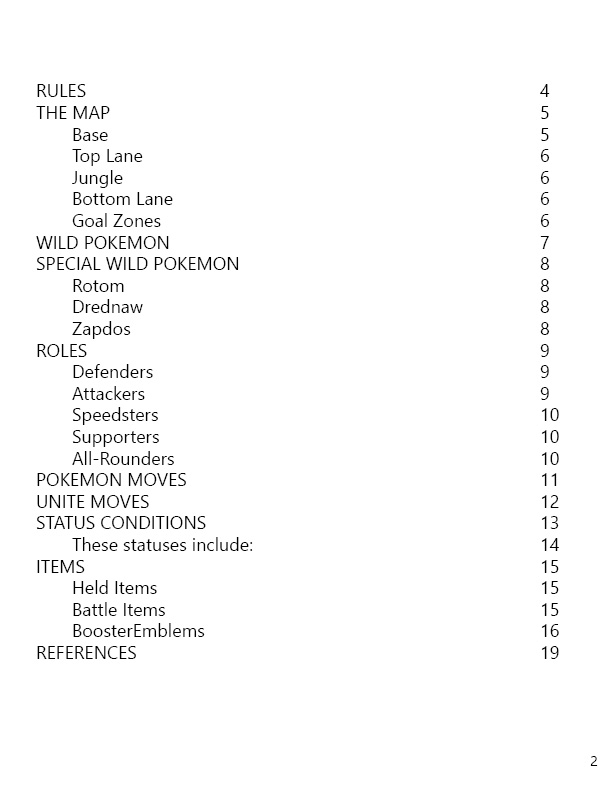 RULES 4
THE MAP 5
Base 5
Top Lane 6
Jungle 6
Bottom Lane 6
Goal Zones 6
WILD POKEMON 7
SPECIAL WILD POKEMON 8
Rotom 8
Drednaw 8
Zapdos 8
ROLES 9
Defenders 9
Attackers 9
Speedsters 10
Supporters 10
All-Rounders 10
POKEMON MOVES 11
UNITE MOVES 12
STATUS CONDITIONS 13
These statuses include: 14
ITEMS 15
Held Items 15
Battle Items 15
BoosterEmblems 16
REFERENCES 19
2